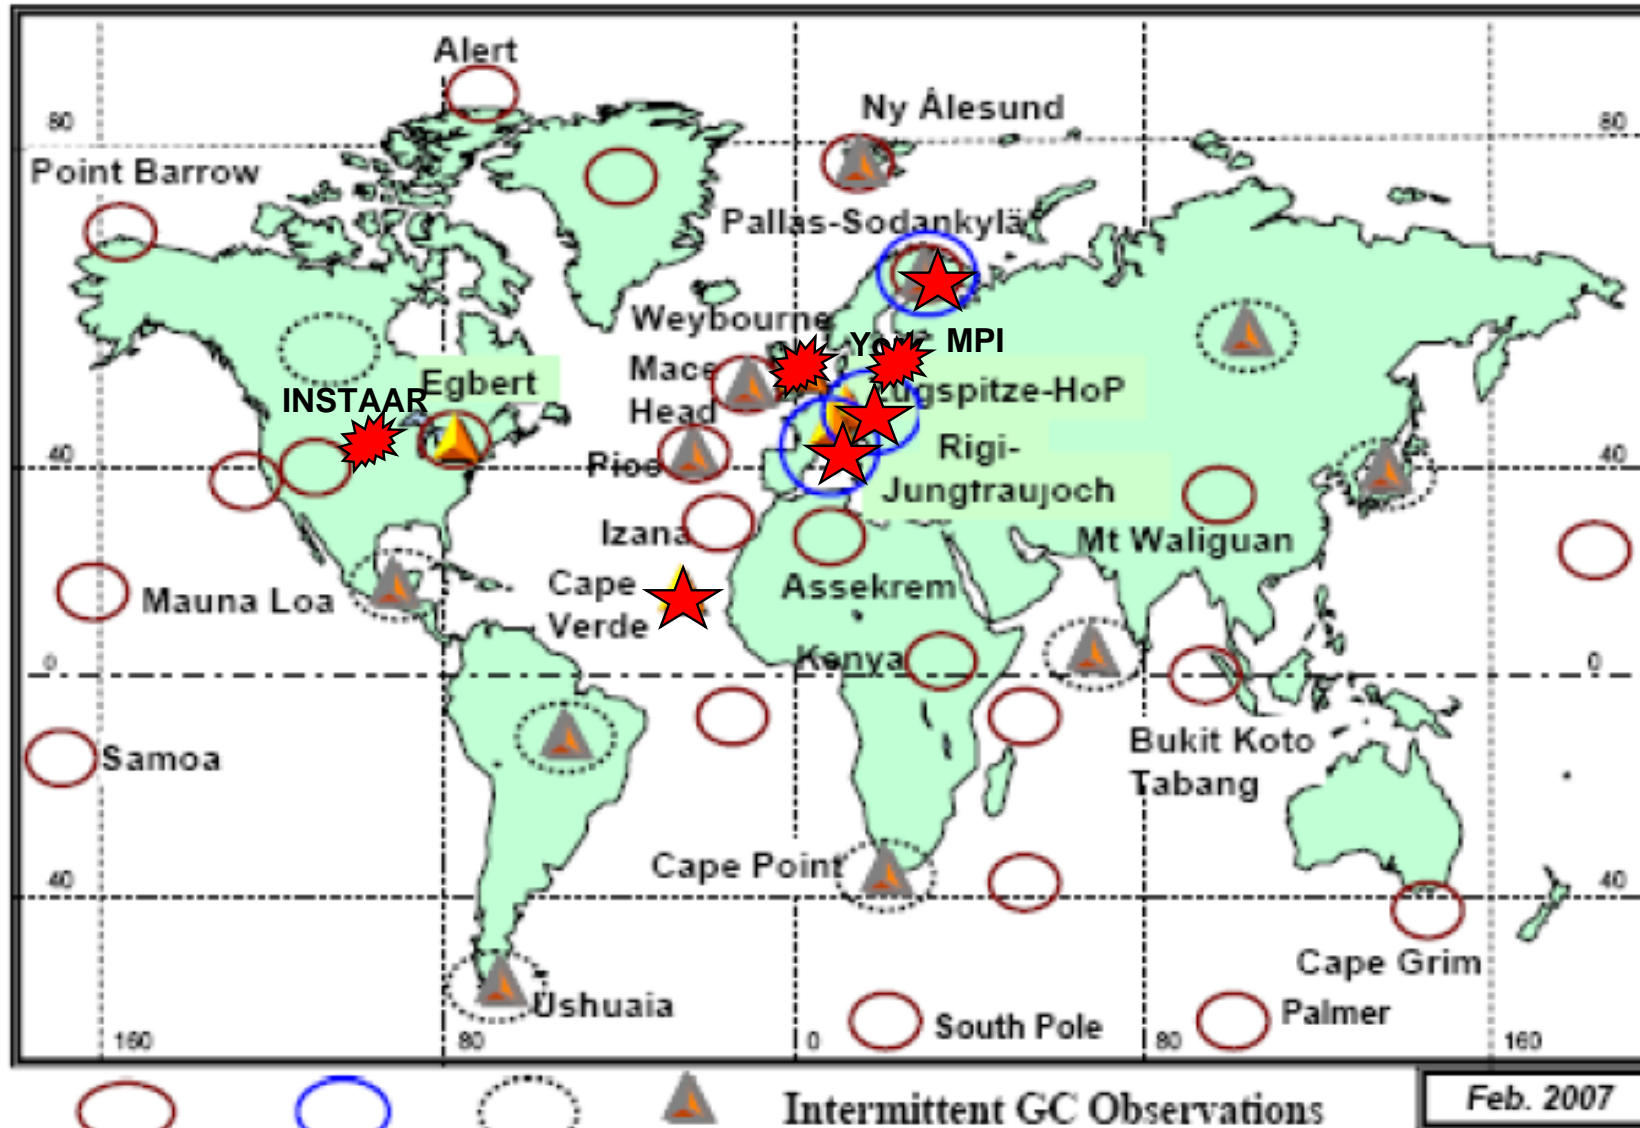 Alert
Ny Ålesund
80
80
Point Barrow
Pallas-Sodankylä
Weybourne
MPI
Mace
Head
Egbert
INSTAAR
Zugspitze-HoP
Rigi-
Jungfraujoch
40
40
Pico
Izana
Mt Waliguan
Cape
Verde
Assekrem
Mauna Loa
Kenya
0
0
Bukit Koto
Tabang
Samoa
Cape Point
40
40
Cape Grim
Ushuaia
South Pole
Palmer
160
80
0
80
160
Intermittent GC Observations
Feb. 2007